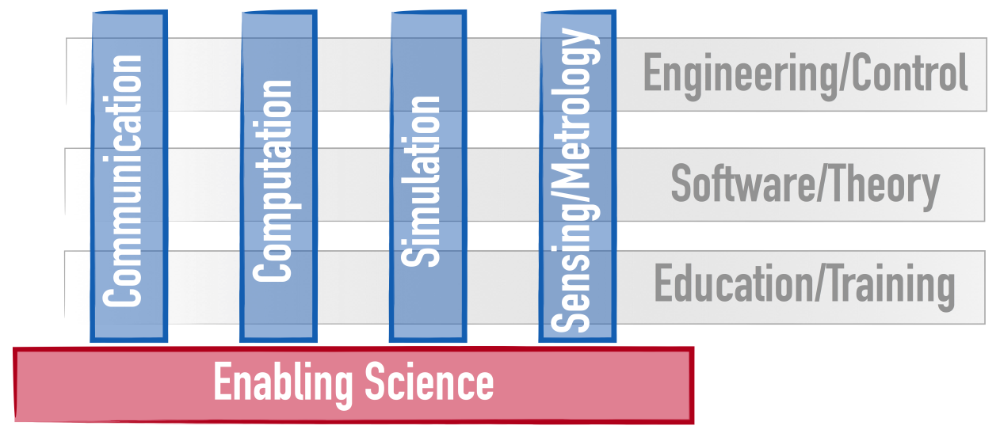 Communication
Computation
Simulation
Sensing/Metrology
Engineering/Control
Software/Theory
Education/Training
Enabling Science